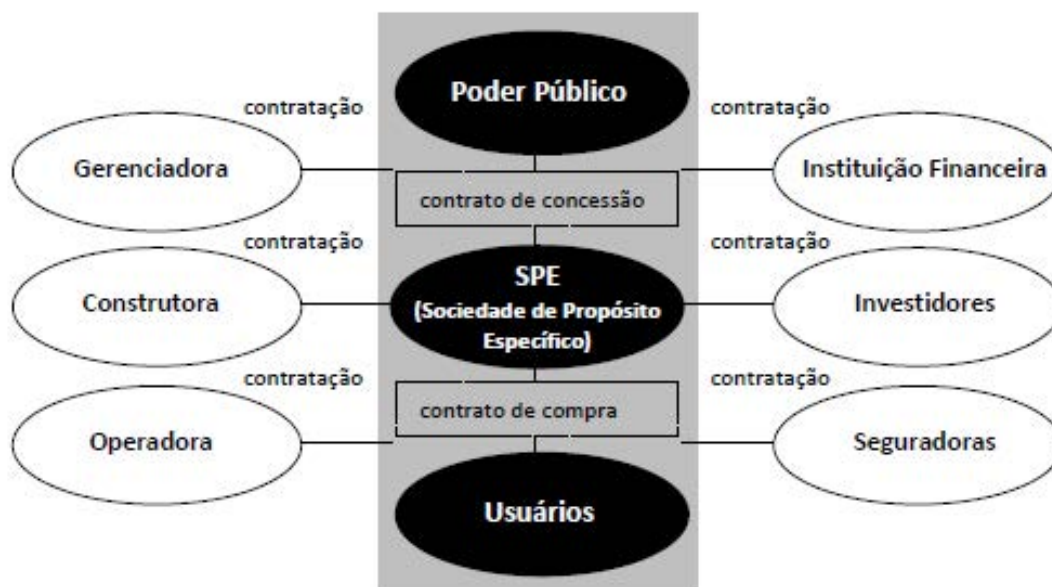 Poder Público
contratação
contratação
Gerenciadora
Instituição Financeira
contrato de concessão
contratação
contratação
Construtora
SPE
(Sociedade de Propósito
Específico)
Investidores
contratação
contratação
contrato de compra
Operadora
Seguradoras
Usuários